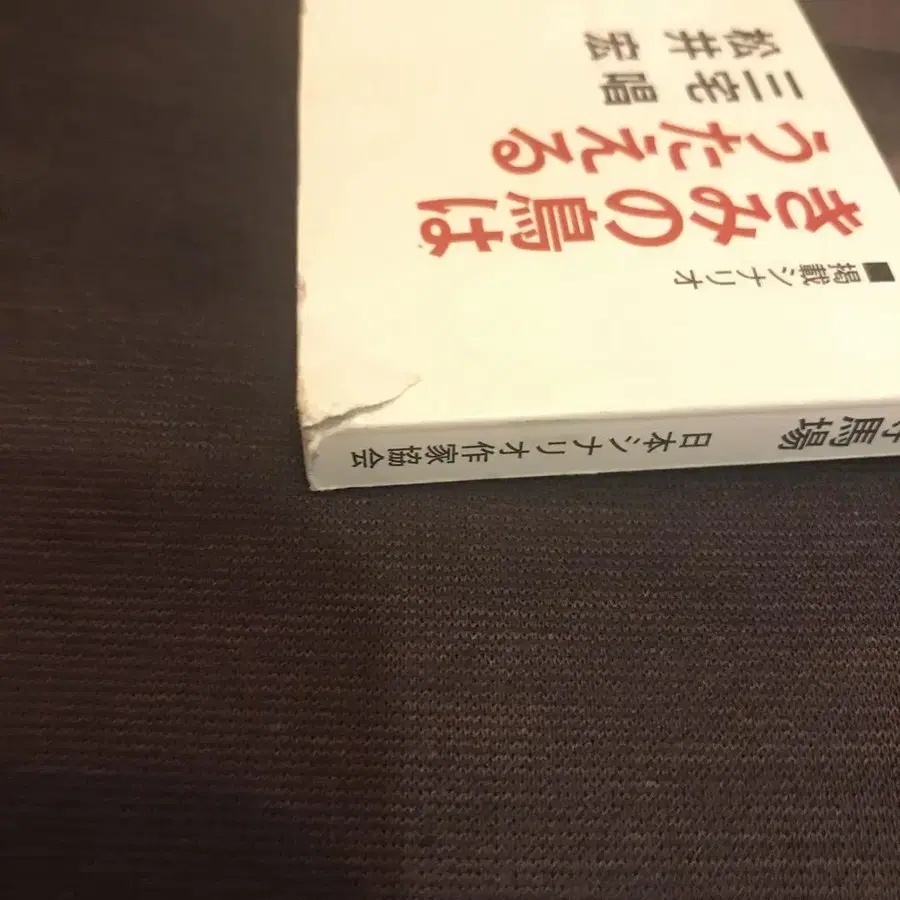 馬場 日本シナリオ作家協会
■掲載シナリオ
きみの鳥は
うたえる
三宅 唱
松井 宏